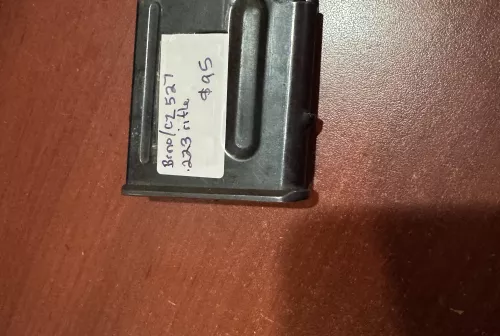 Brno/CZ 527
.223 rifle
$95